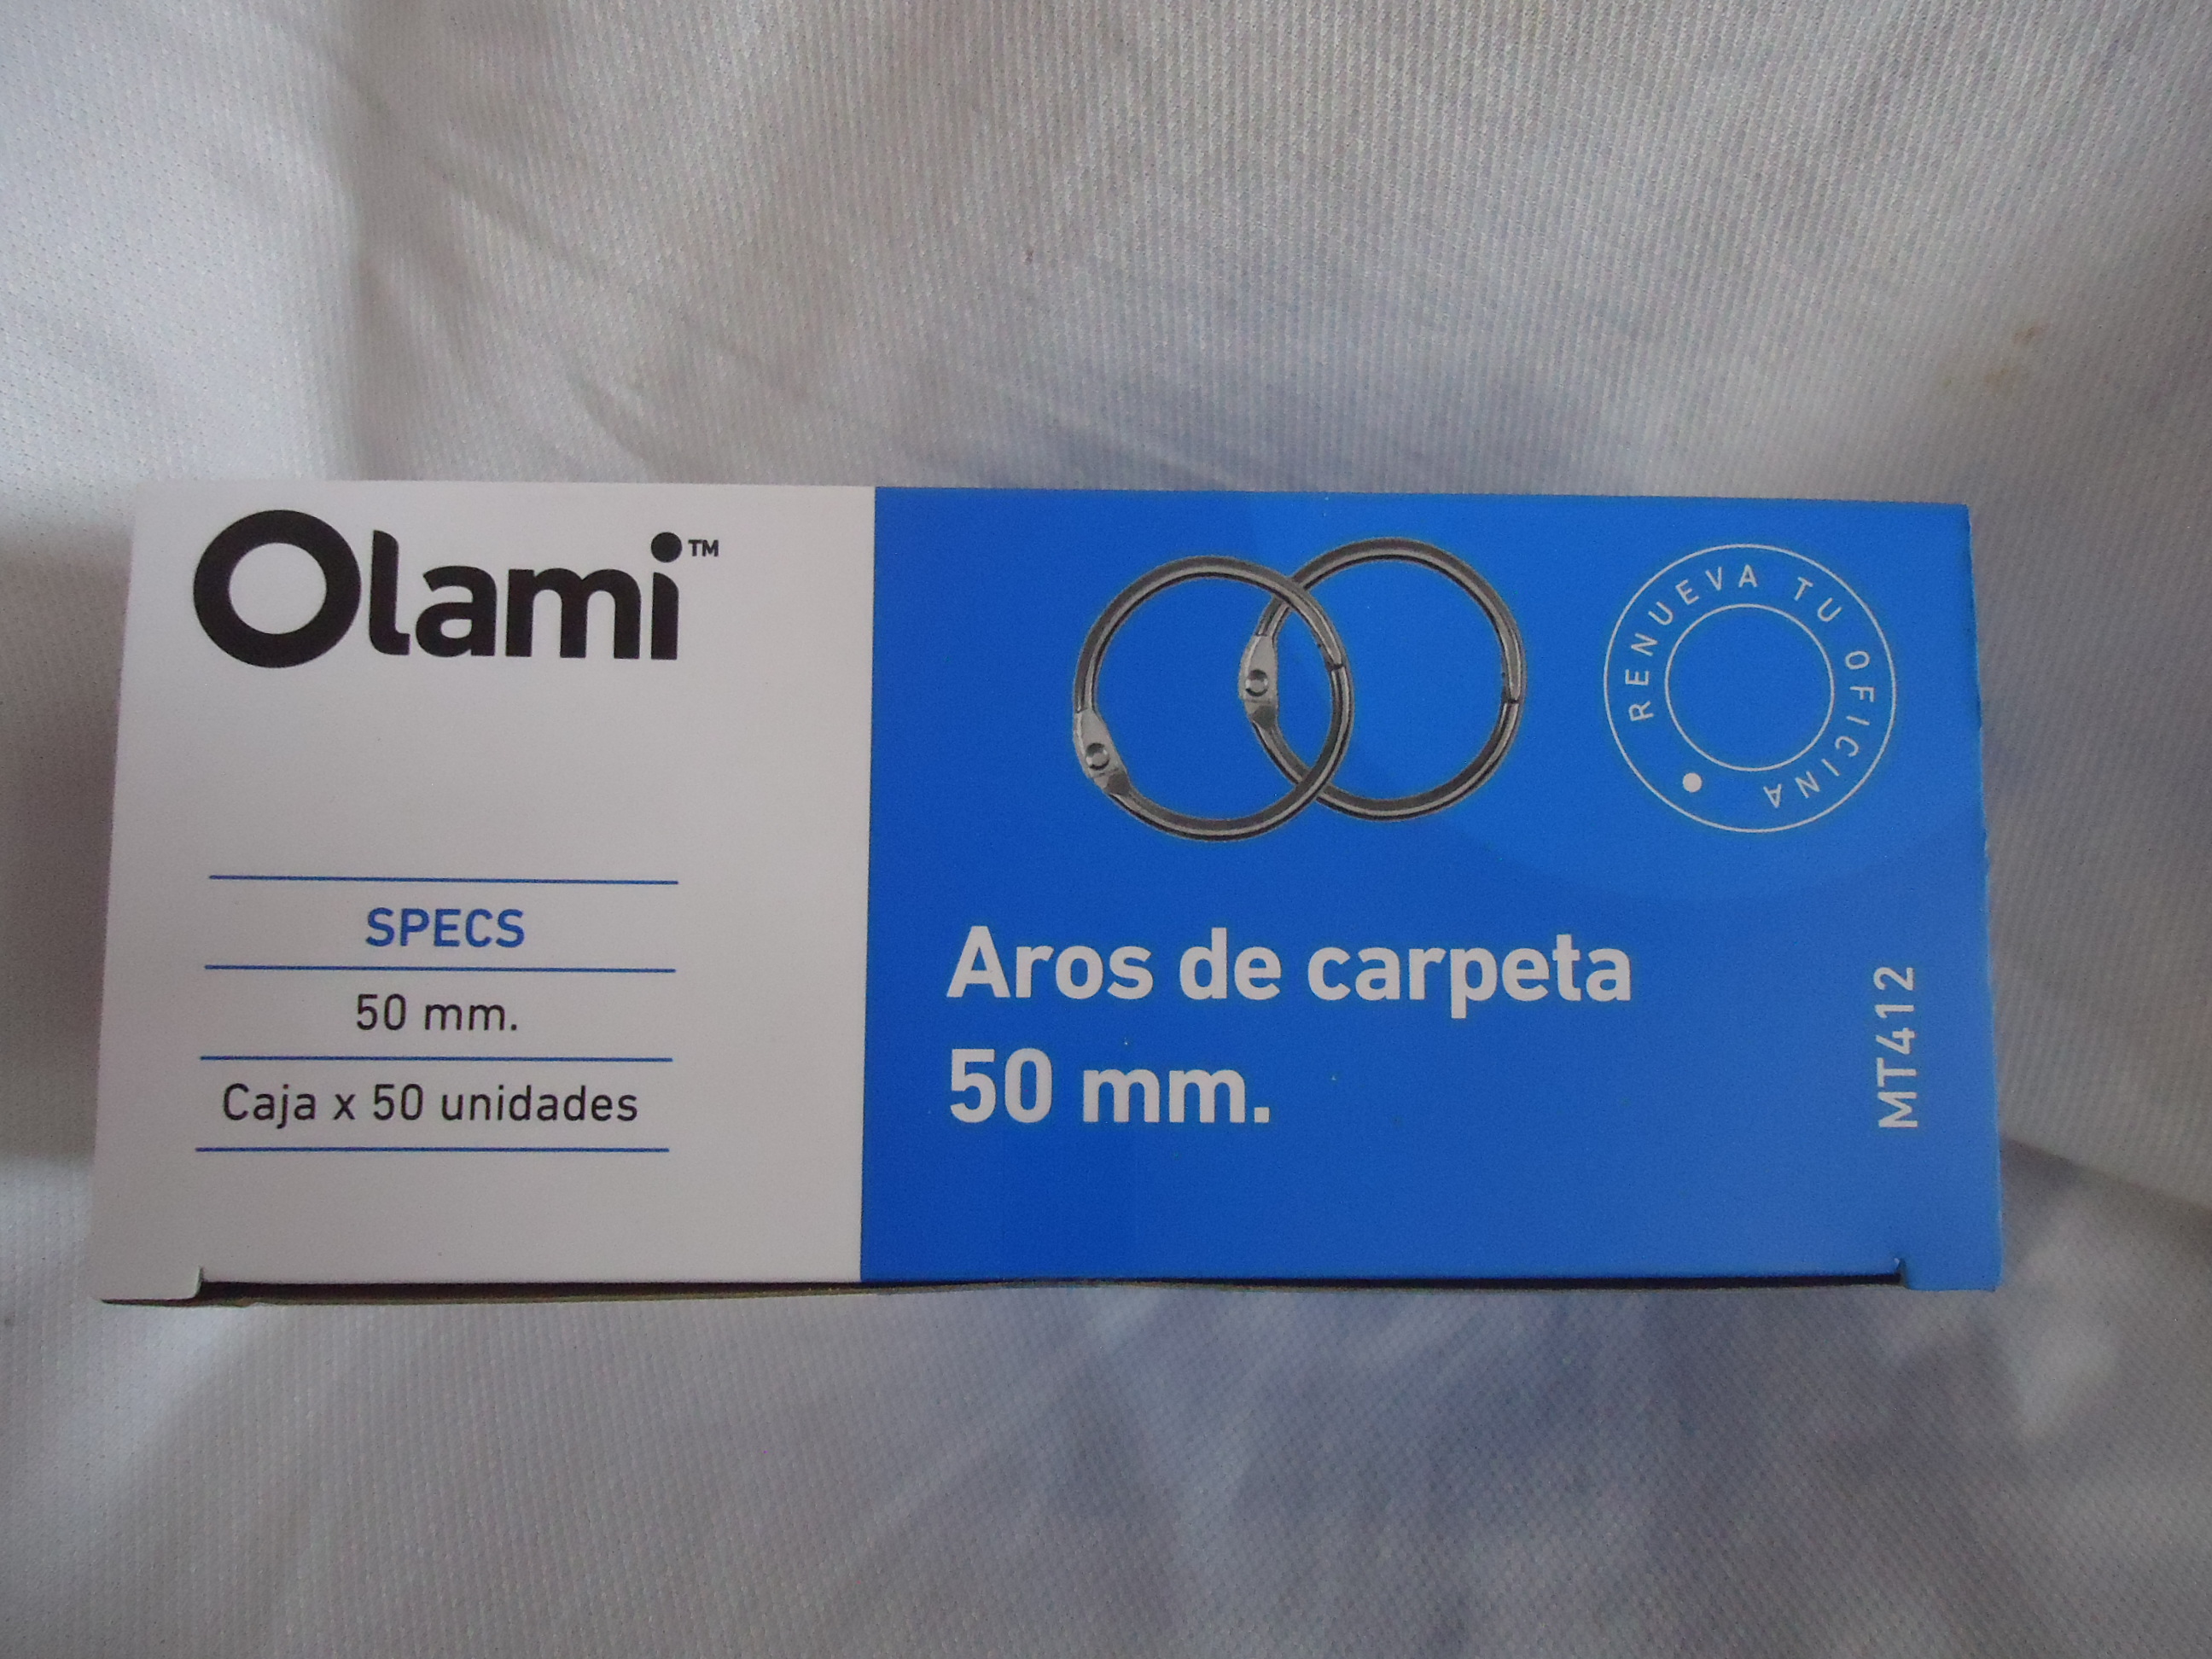 Olami™
SPECS
50 mm.
Caja x 50 unidades
RENUEVA TU OFICINA
Aros de carpeta
50 mm.
MT412